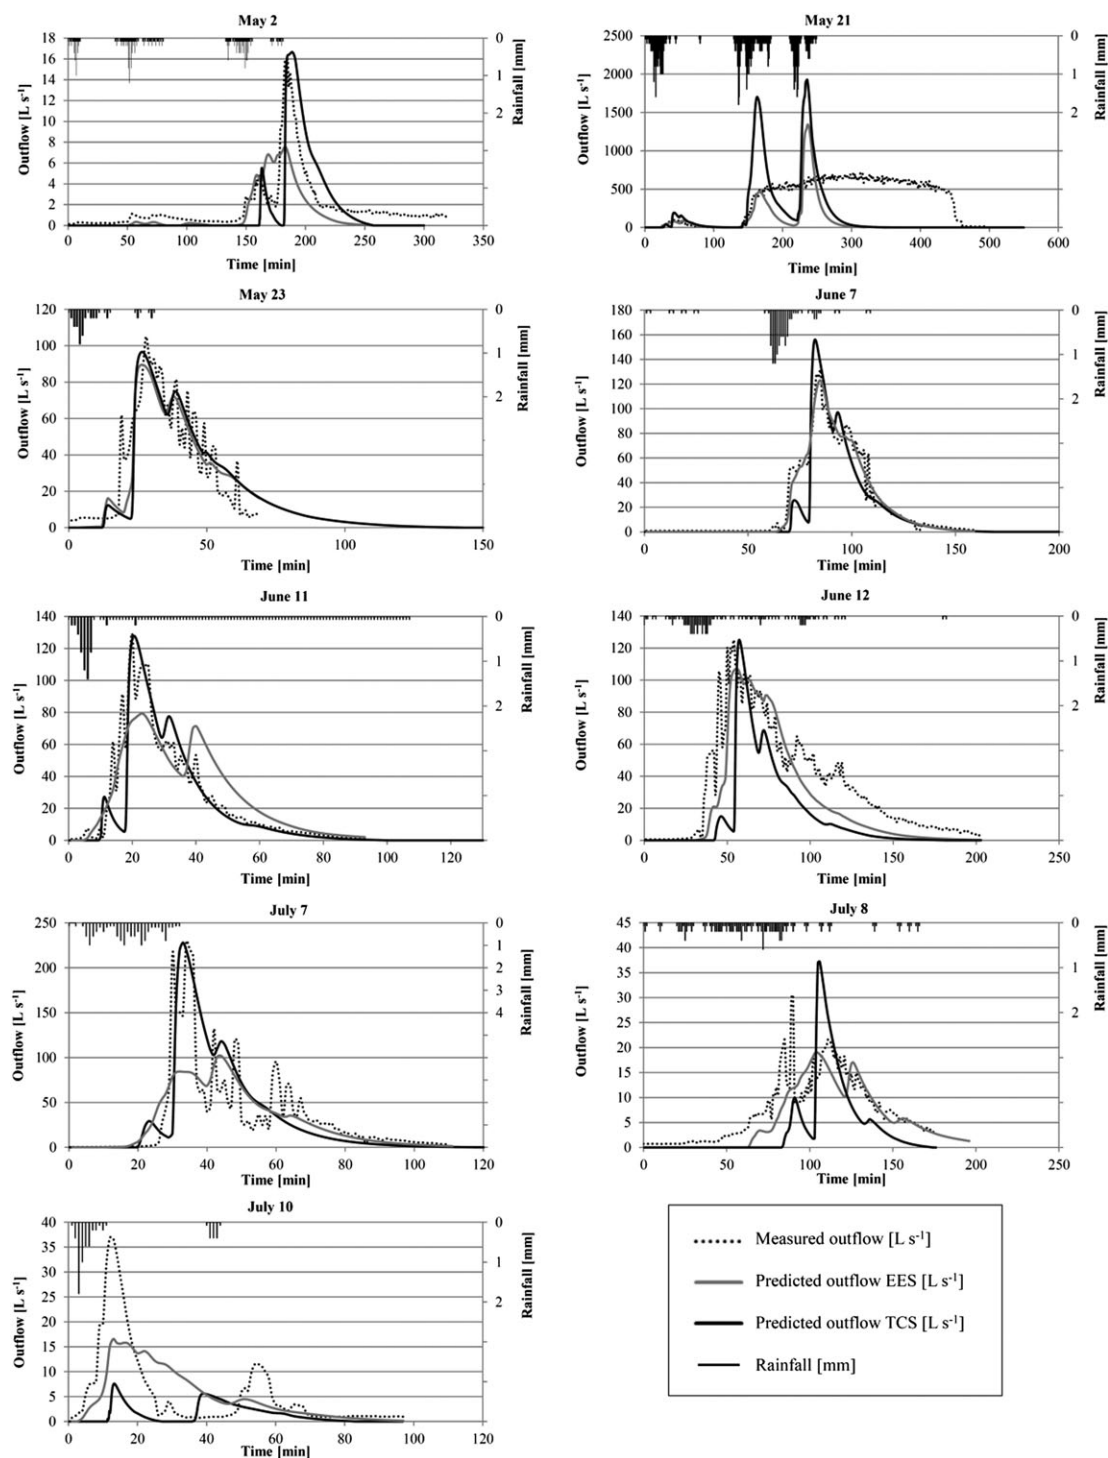 May 2
Outflow [L s⁻¹]
18
16
14
12
10
8
6
4
2
0
0 50 100 150 200 250 300 350
Time [min]
0
1
2
Rainfall [mm]
May 21
Outflow [L s⁻¹]
2500
2000
1500
1000
500
0
0 100 200 300 400 500 600
Time [min]
0
1
2
Rainfall [mm]
May 23
Outflow [L s⁻¹]
120
100
80
60
40
20
0
0 50 100 150
Time [min]
0
1
2
Rainfall [mm]
June 7
Outflow [L s⁻¹]
180
160
140
120
100
80
60
40
20
0
0 50 100 150 200
Time [min]
0
1
2
Rainfall [mm]
June 11
Outflow [L s⁻¹]
140
120
100
80
60
40
20
0
0 20 40 60 80 100 120
Time [min]
0
1
2
Rainfall [mm]
June 12
Outflow [L s⁻¹]
140
120
100
80
60
40
20
0
0 50 100 150 200 250
Time [min]
0
1
2
Rainfall [mm]
July 7
Outflow [L s⁻¹]
250
200
150
100
50
0
0 20 40 60 80 100 120
Time [min]
0
1
2
3
4
Rainfall [mm]
July 8
Outflow [L s⁻¹]
45
40
35
30
25
20
15
10
5
0
0 50 100 150 200 250
Time [min]
0
1
2
Rainfall [mm]
July 10
Outflow [L s⁻¹]
40
35
30
25
20
15
10
5
0
0 20 40 60 80 100 120
Time [min]
0
1
2
Rainfall [mm]
Measured outflow [L s⁻¹]
Predicted outflow EES [L s⁻¹]
Predicted outflow TCS [L s⁻¹]
Rainfall [mm]